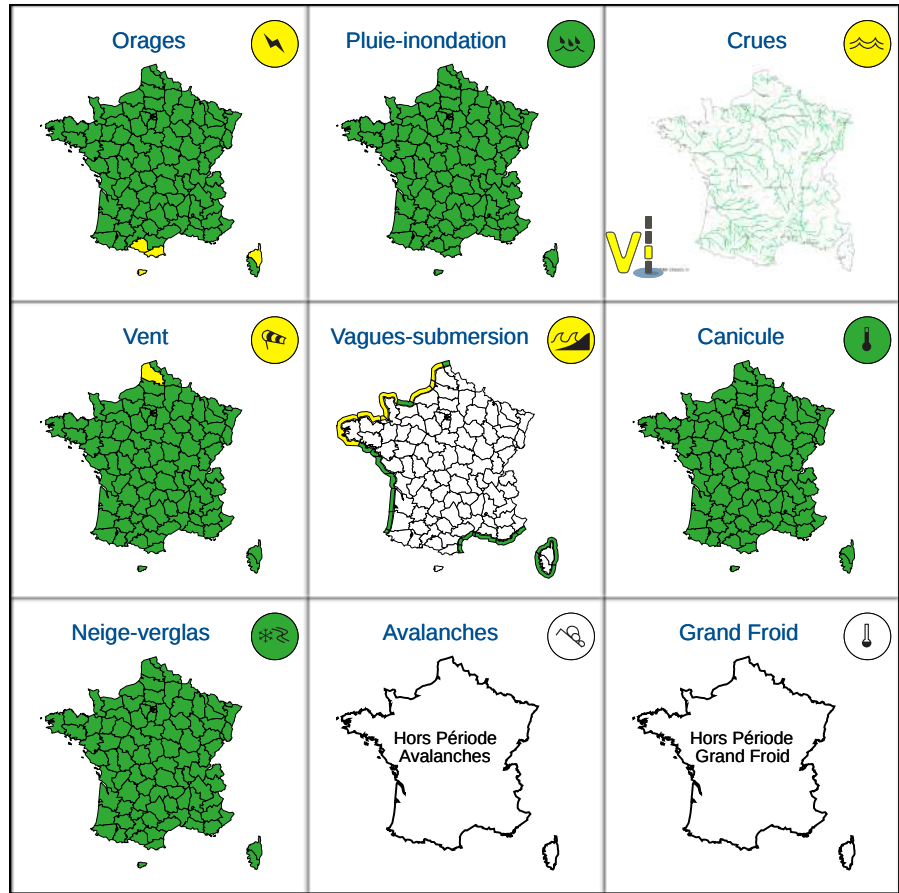 Orages
Pluie-inondation
Crues
Vi
Vent
Vagues-submersion
Canicule
Neige-verglas
Avalanches
Grand Froid
Hors Période
Avalanches
Hors Période
Grand Froid